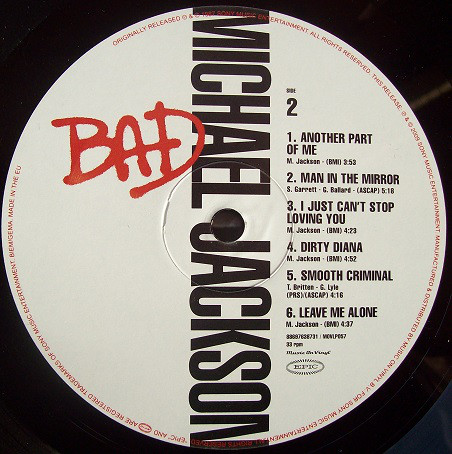 BAD
MICHAEL JACKSON
SIDE
2
1. ANOTHER PART
OF ME
M. Jackson - (BMI) 3:53
2. MAN IN THE MIRROR
S. Garrett - G. Ballard - (ASCAP) 5:18
3. I JUST CAN'T STOP
LOVING YOU
M. Jackson - (BMI) 4:23
4. DIRTY DIANA
M. Jackson - (BMI) 4:52
5. SMOOTH CRIMINAL
T. Britten - G. Lyle
(PRS)/(ASCAP) 4:16
6. LEAVE ME ALONE
M. Jackson - (BMI) 4:37
88697638731 | MOVLP057
33 rpm
Music On Vinyl
EPIC
ORIGINALLY RELEASED ℗ & © 1987 SONY MUSIC ENTERTAINMENT. ALL RIGHTS RESERVED. THIS RELEASE ℗ & © 2009 SONY MUSIC ENTERTAINMENT. MANUFACTURED & DISTRIBUTED BY MUSIC ON VINYL B.V. FOR SONY MUSIC ENTERTAINMENT.
"EPIC" AND ARE REGISTERED TRADEMARKS OF SONY MUSIC ENTERTAINMENT. BIEM/GEMA. MADE IN THE EU